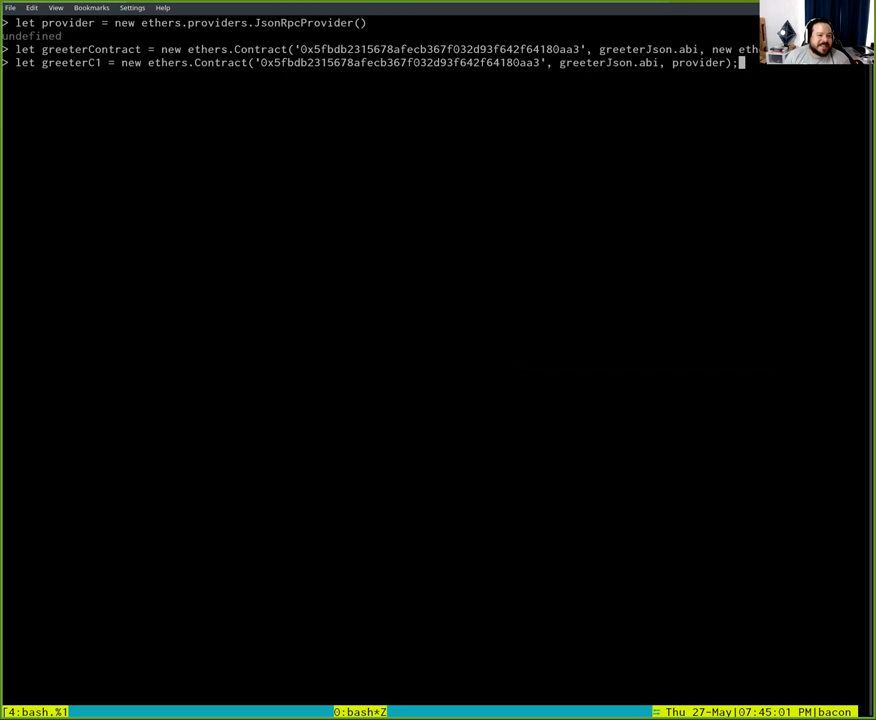 File Edit View Bookmarks Settings Help
> let provider = new ethers.providers.JsonRpcProvider()
undefined
> let greeterContract = new ethers.Contract('0x5fbdb2315678afecb367f032d93f642f64180aa3', greeterJson.abi, new eth
> let greeterC1 = new ethers.Contract('0x5fbdb2315678afecb367f032d93f642f64180aa3', greeterJson.abi, provider);
[4:bash.%1 0:bash*Z = Thu 27-May|07:45:01 PM|bacon